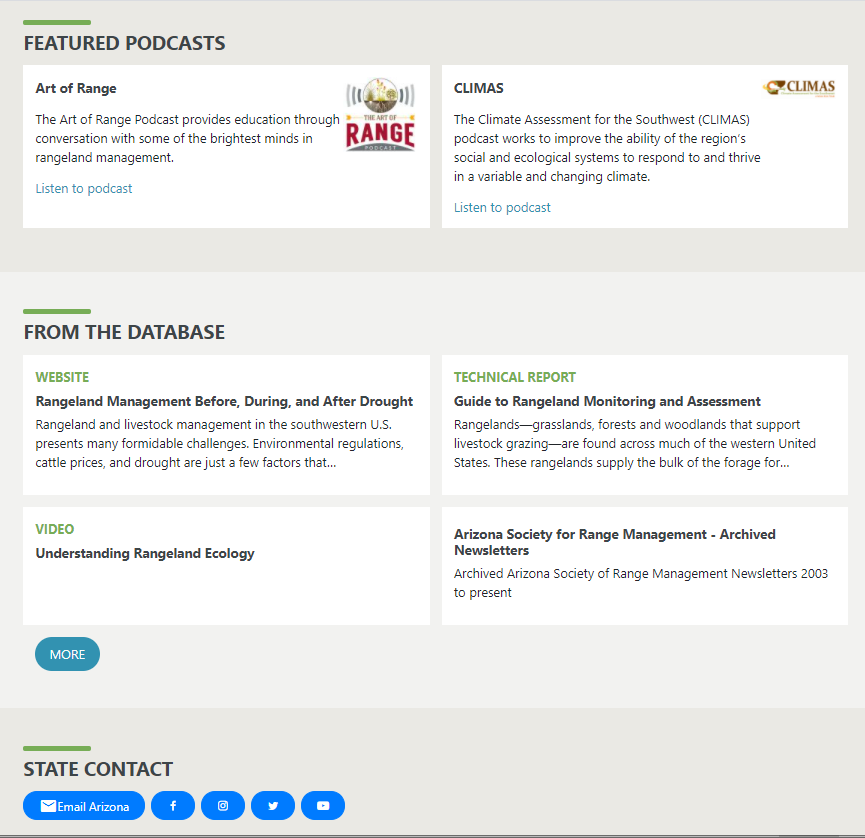 FEATURED PODCASTS
Art of Range
The Art of Range Podcast provides education through
conversation with some of the brightest minds in
rangeland management.
Listen to podcast
THE ART OF
RANGE
PODCAST
CLIMAS
The Climate Assessment for the Southwest (CLIMAS)
podcast works to improve the ability of the region's
social and ecological systems to respond to and thrive
in a variable and changing climate.
Listen to podcast
CLIMAS
FROM THE DATABASE
WEBSITE
Rangeland Management Before, During, and After Drought
Rangeland and livestock management in the southwestern U.S.
presents many formidable challenges. Environmental regulations,
cattle prices, and drought are just a few factors that...
TECHNICAL REPORT
Guide to Rangeland Monitoring and Assessment
Rangelands—grasslands, forests and woodlands that support
livestock grazing—are found across much of the western United
States. These rangelands supply the bulk of the forage for...
VIDEO
Understanding Rangeland Ecology
Arizona Society for Range Management - Archived
Newsletters
Archived Arizona Society of Range Management Newsletters 2003
to present
MORE
STATE CONTACT
Email Arizona